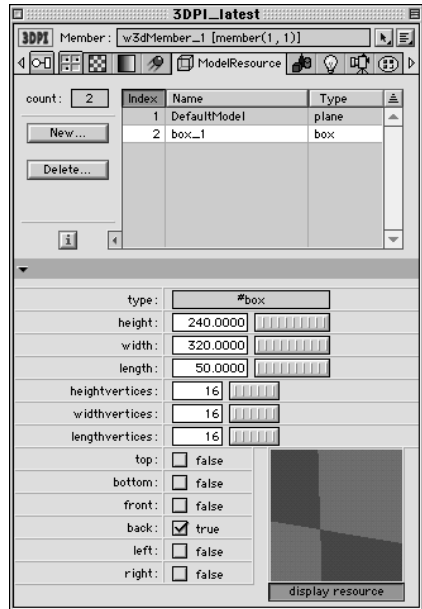 3DPI_latest
3DPI Member: w3dMember_1 [member(1, 1)]
ModelResource
count: 2
Index Name Type
1 DefaultModel plane
2 box_1 box
New...
Delete...
i
type: #box
height: 240.0000
width: 320.0000
length: 50.0000
heightvertices: 16
widthvertices: 16
lengthvertices: 16
top: false
bottom: false
front: false
back: true
left: false
right: false
display resource